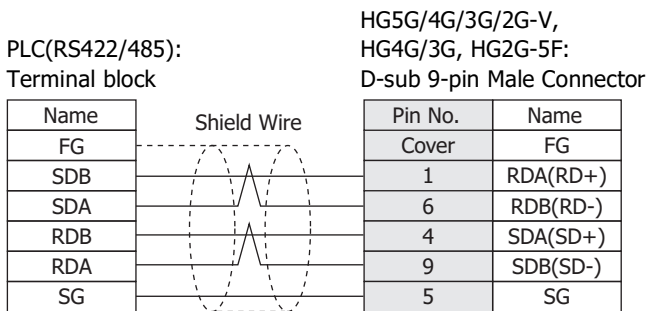 HG5G/4G/3G/2G-V,
PLC(RS422/485): HG4G/3G, HG2G-5F:
Terminal block D-sub 9-pin Male Connector
Name Shield Wire Pin No. Name
FG Cover FG
SDB 1 RDA(RD+)
SDA 6 RDB(RD-)
RDB 4 SDA(SD+)
RDA 9 SDB(SD-)
SG 5 SG